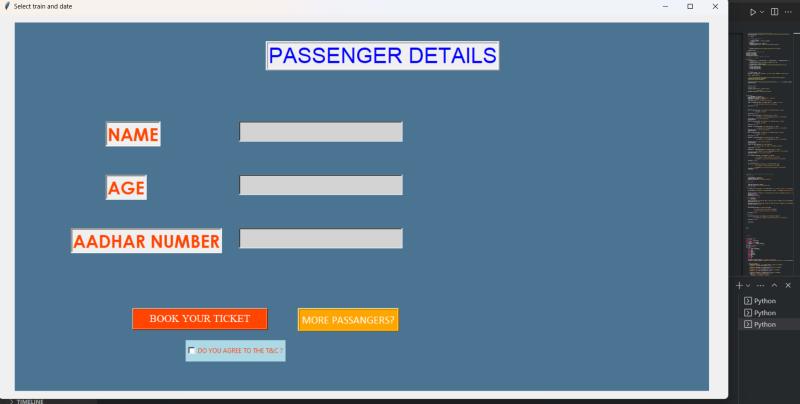 Select train and date
PASSENGER DETAILS
NAME
AGE
AADHAR NUMBER
BOOK YOUR TICKET
MORE PASSANGERS?
DO YOU AGREE TO THE T&C ?
Python
Python
Python
TIMELINE